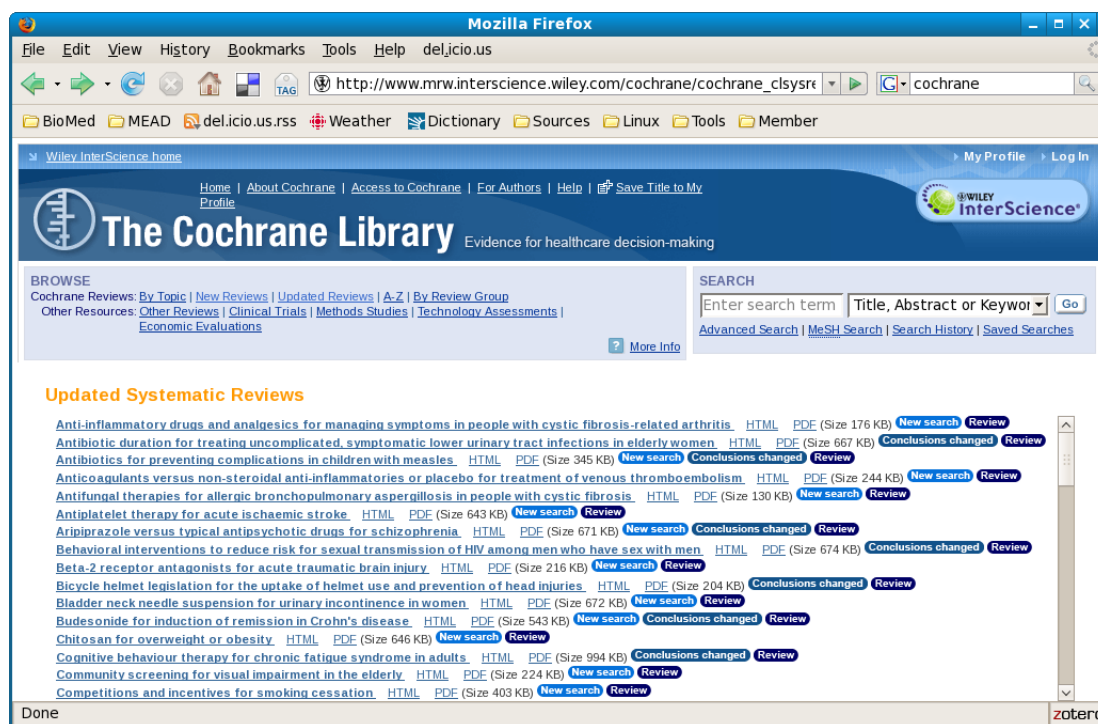 Mozilla Firefox
File Edit View History Bookmarks Tools Help del.icio.us
TAG http://www.mrw.interscience.wiley.com/cochrane/cochrane_clsysre G cochrane
BioMed MEAD del.icio.us.rss Weather Dictionary Sources Linux Tools Member
Wiley InterScience home My Profile Log In
Home | About Cochrane | Access to Cochrane | For Authors | Help | Save Title to My
Profile
WILEY
InterScience®
The Cochrane Library Evidence for healthcare decision-making
BROWSE
Cochrane Reviews: By Topic | New Reviews | Updated Reviews | A-Z | By Review Group
Other Resources: Other Reviews | Clinical Trials | Methods Studies | Technology Assessments |
Economic Evaluations
? More Info
SEARCH
Enter search term Title, Abstract or Keywor Go
Advanced Search | MeSH Search | Search History | Saved Searches
Updated Systematic Reviews
Anti-inflammatory drugs and analgesics for managing symptoms in people with cystic fibrosis-related arthritis HTML PDF (Size 176 KB) New search Review
Antibiotic duration for treating uncomplicated, symptomatic lower urinary tract infections in elderly women HTML PDF (Size 667 KB) Conclusions changed Review
Antibiotics for preventing complications in children with measles HTML PDF (Size 345 KB) New search Conclusions changed Review
Anticoagulants versus non-steroidal anti-inflammatories or placebo for treatment of venous thromboembolism HTML PDF (Size 244 KB) New search Review
Antifungal therapies for allergic bronchopulmonary aspergillosis in people with cystic fibrosis HTML PDF (Size 130 KB) New search Review
Antiplatelet therapy for acute ischaemic stroke HTML PDF (Size 643 KB) New search Review
Aripiprazole versus typical antipsychotic drugs for schizophrenia HTML PDF (Size 671 KB) New search Conclusions changed Review
Behavioral interventions to reduce risk for sexual transmission of HIV among men who have sex with men HTML PDF (Size 674 KB) Conclusions changed Review
Beta-2 receptor antagonists for acute traumatic brain injury HTML PDF (Size 216 KB) New search Review
Bicycle helmet legislation for the uptake of helmet use and prevention of head injuries HTML PDF (Size 204 KB) Conclusions changed Review
Bladder neck needle suspension for urinary incontinence in women HTML PDF (Size 672 KB) New search Review
Budesonide for induction of remission in Crohn's disease HTML PDF (Size 543 KB) New search Conclusions changed Review
Chitosan for overweight or obesity HTML PDF (Size 646 KB) New search Review
Cognitive behaviour therapy for chronic fatigue syndrome in adults HTML PDF (Size 994 KB) Conclusions changed Review
Community screening for visual impairment in the elderly HTML PDF (Size 224 KB) New search Review
Competitions and incentives for smoking cessation HTML PDF (Size 403 KB) New search Review
Done zotero